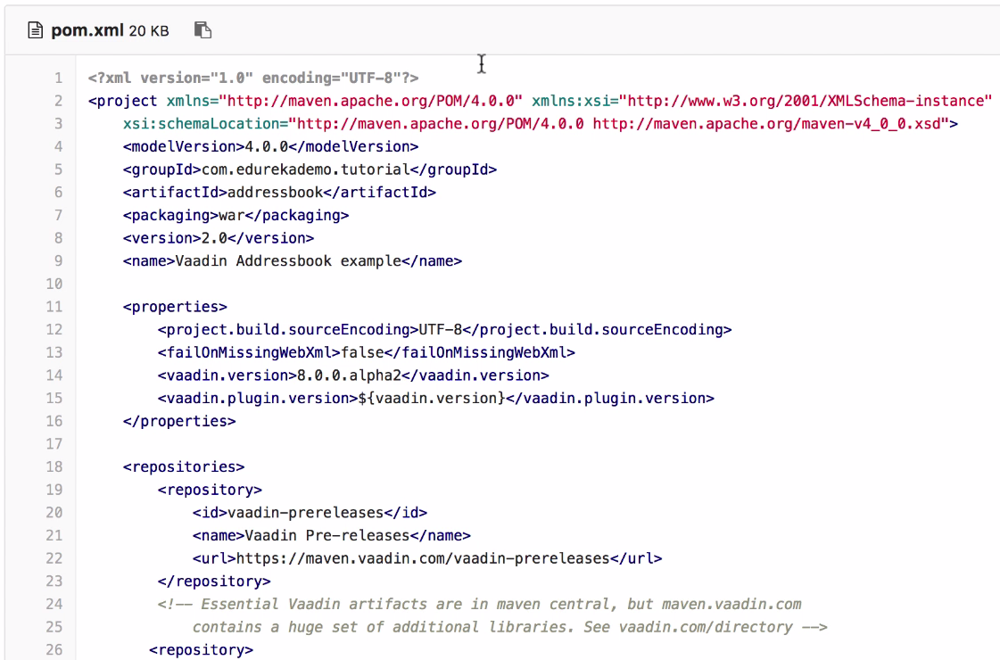 pom.xml 20 KB
1 <?xml version="1.0" encoding="UTF-8"?>
2 <project xmlns="http://maven.apache.org/POM/4.0.0" xmlns:xsi="http://www.w3.org/2001/XMLSchema-instance"
3     xsi:schemaLocation="http://maven.apache.org/POM/4.0.0 http://maven.apache.org/maven-v4_0_0.xsd">
4     <modelVersion>4.0.0</modelVersion>
5     <groupId>com.edurekademo.tutorial</groupId>
6     <artifactId>addressbook</artifactId>
7     <packaging>war</packaging>
8     <version>2.0</version>
9     <name>Vaadin Addressbook example</name>
10
11     <properties>
12         <project.build.sourceEncoding>UTF-8</project.build.sourceEncoding>
13         <failOnMissingWebXml>false</failOnMissingWebXml>
14         <vaadin.version>8.0.0.alpha2</vaadin.version>
15         <vaadin.plugin.version>${vaadin.version}</vaadin.plugin.version>
16     </properties>
17
18     <repositories>
19         <repository>
20             <id>vaadin-prereleases</id>
21             <name>Vaadin Pre-releases</name>
22             <url>https://maven.vaadin.com/vaadin-prereleases</url>
23         </repository>
24         <!-- Essential Vaadin artifacts are in maven central, but maven.vaadin.com
25             contains a huge set of additional libraries. See vaadin.com/directory -->
26        <repository>